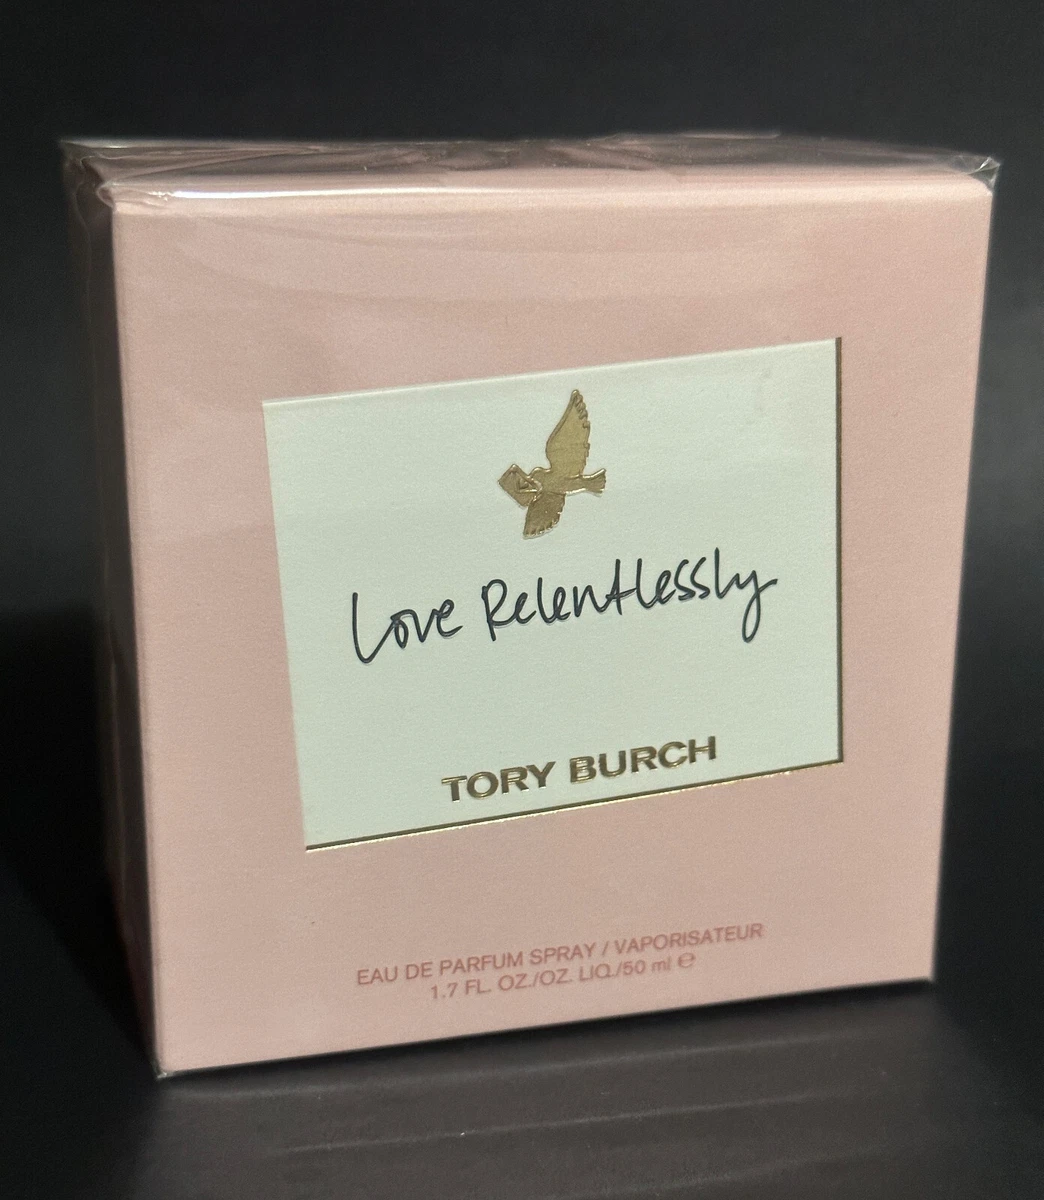 Love Relentlessly
TORY BURCH
EAU DE PARFUM SPRAY / VAPORISATEUR
1.7 FL. OZ./OZ. LIQ./50 ml ℮